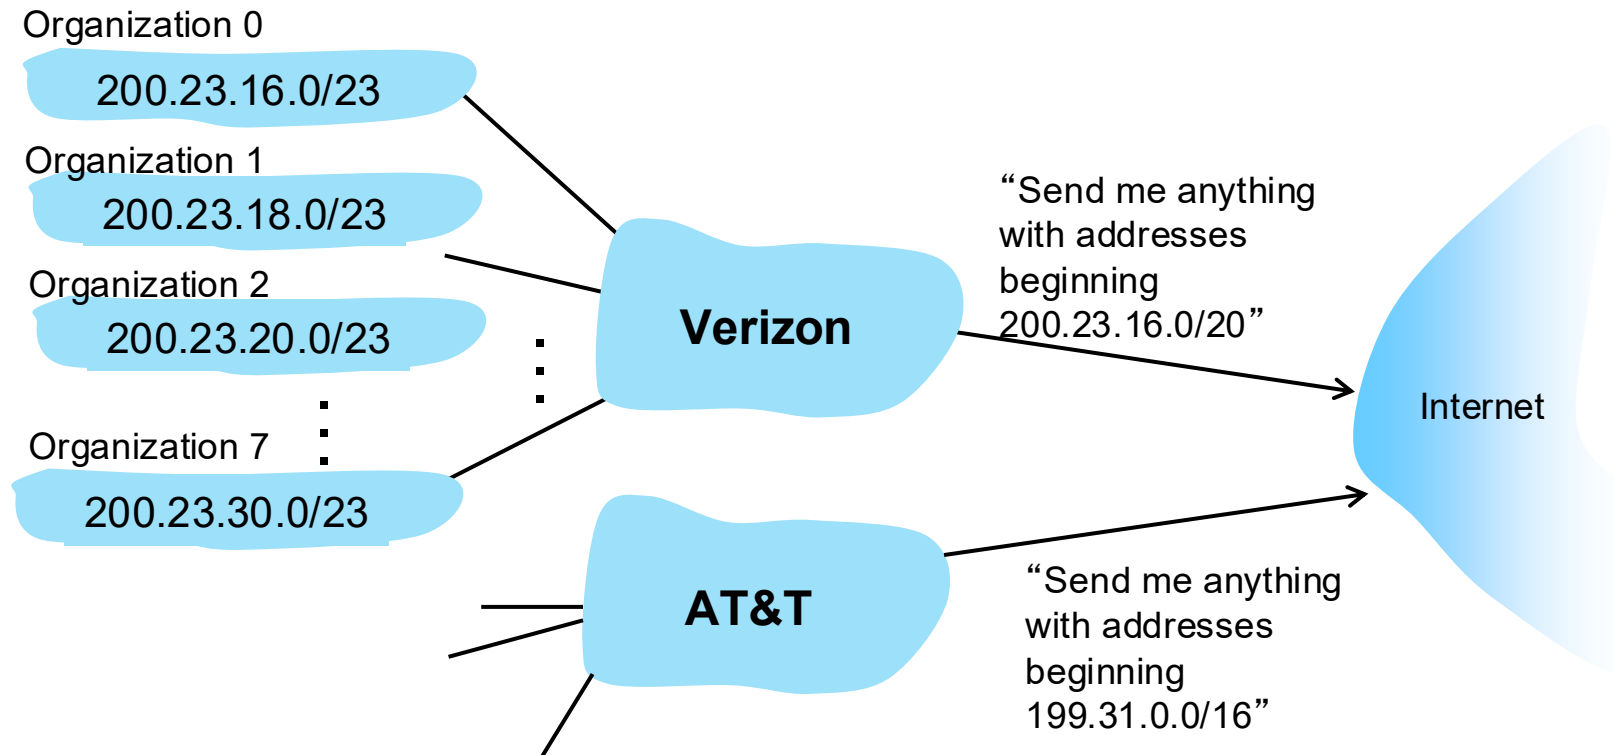 Organization 0
200.23.16.0/23
Organization 1
200.23.18.0/23
Organization 2
200.23.20.0/23
Organization 7
200.23.30.0/23
Verizon
AT&T
“Send me anything
with addresses
beginning
200.23.16.0/20”
“Send me anything
with addresses
beginning
199.31.0.0/16”
Internet